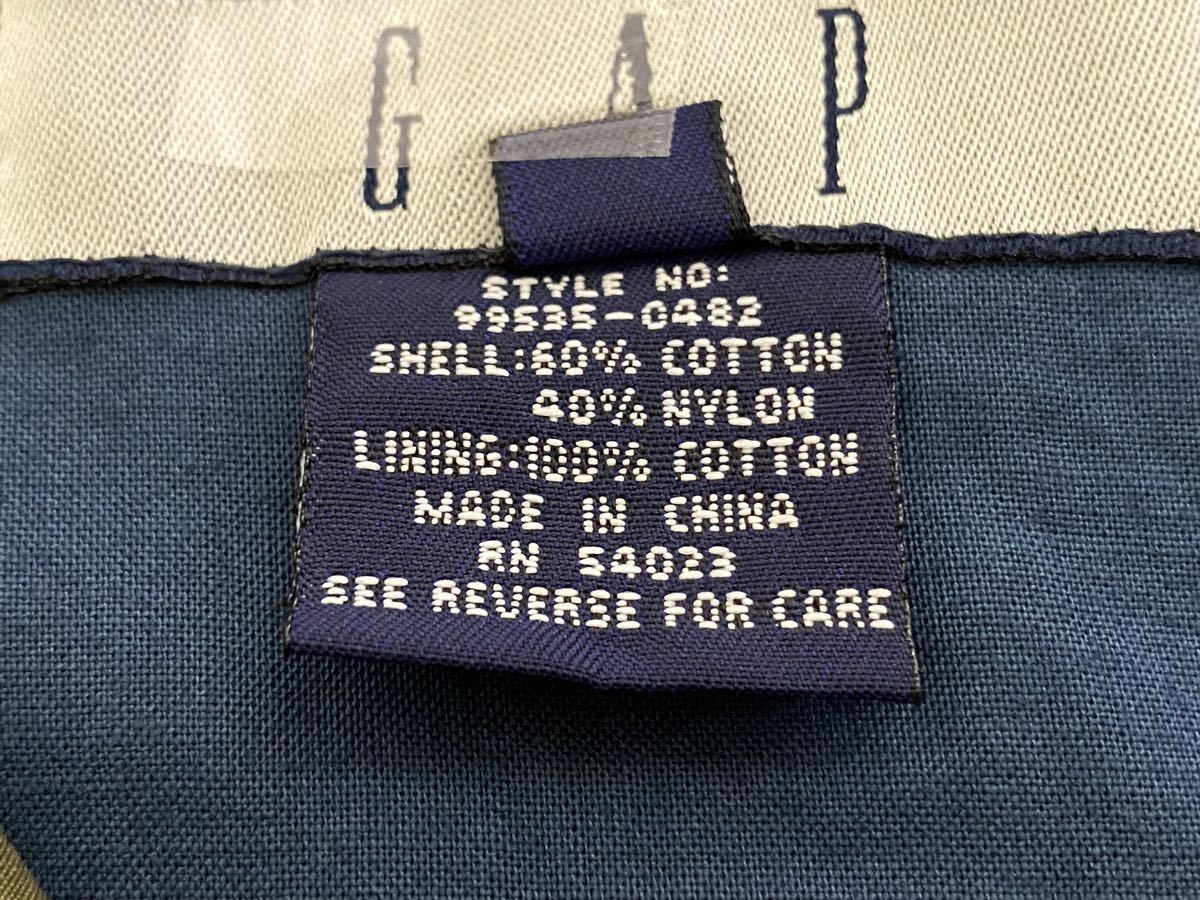 GAP
STYLE NO:
99535-0482
SHELL:60% COTTON
40% NYLON
LINING:100% COTTON
MADE IN CHINA
RN 54023
SEE REVERSE FOR CARE